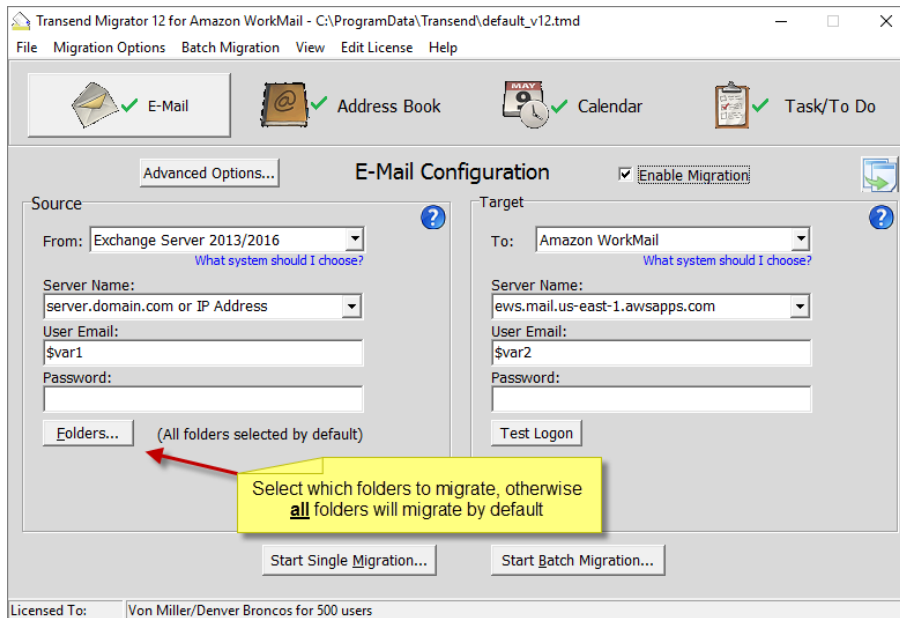 Transend Migrator 12 for Amazon WorkMail - C:\ProgramData\Transend\default_v12.tmd
File Migration Options Batch Migration View Edit License Help
E-Mail
MAY
9
Address Book
Calendar
Task/To Do
Advanced Options...
E-Mail Configuration
Enable Migration
Source
From: Exchange Server 2013/2016
What system should I choose?
Server Name:
server.domain.com or IP Address
User Email:
$var1
Password:
Folders...
(All folders selected by default)
Target
To: Amazon WorkMail
What system should I choose?
Server Name:
ews.mail.us-east-1.awsapps.com
User Email:
$var2
Password:
Test Logon
Select which folders to migrate, otherwise
all folders will migrate by default
Start Single Migration...
Start Batch Migration...
Licensed To: Von Miller/Denver Broncos for 500 users